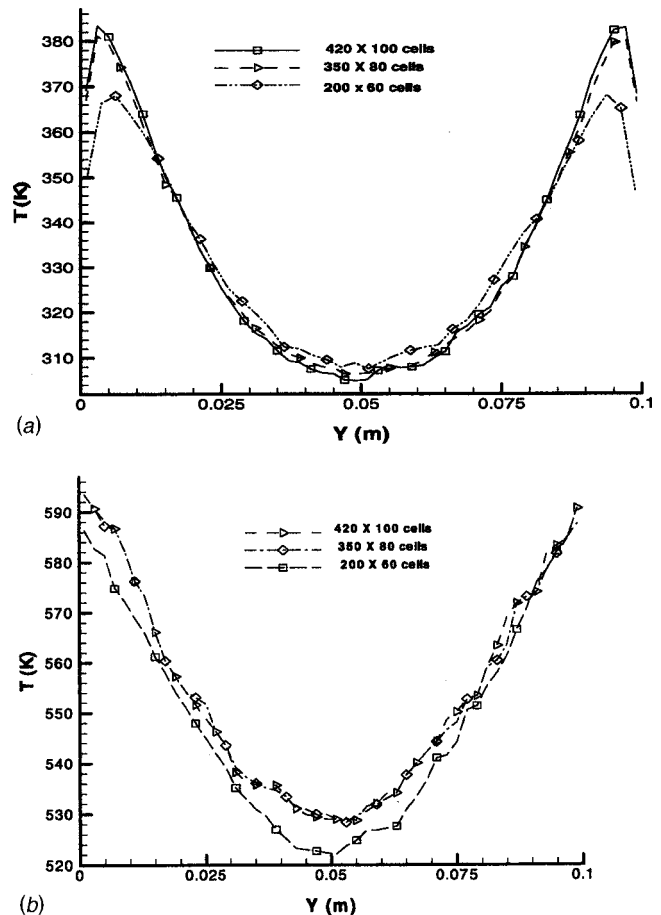 380
370
360
350
340
330
320
310
T(K)
420 X 100 cells
350 X 80 cells
200 x 60 cells
0
0.025
0.05
0.075
0.1
(a)
Y (m)
590
580
570
560
550
540
530
520
T(K)
420 X 100 cells
350 X 80 cells
200 X 60 cells
0
0.025
0.05
0.075
0.1
(b)
Y (m)